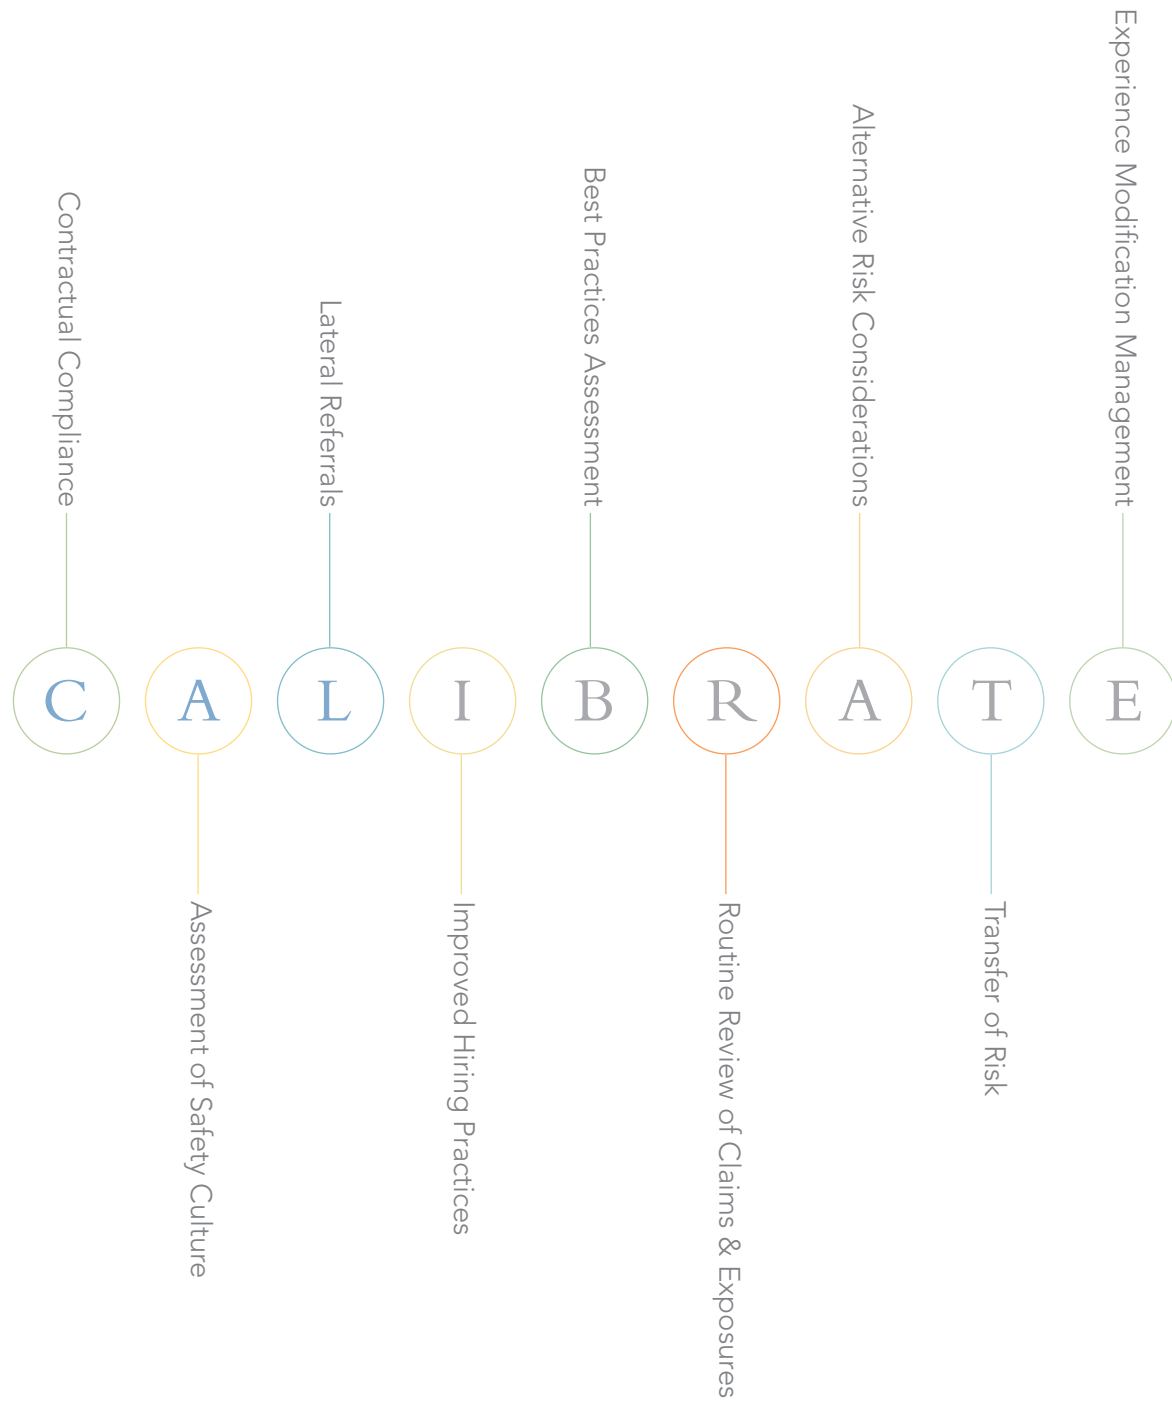 C
Contractual Compliance
A
Assessment of Safety Culture
L
Lateral Referrals
I
Improved Hiring Practices
B
Best Practices Assessment
R
Routine Review of Claims & Exposures
A
Alternative Risk Considerations
T
Transfer of Risk
E
Experience Modification Management